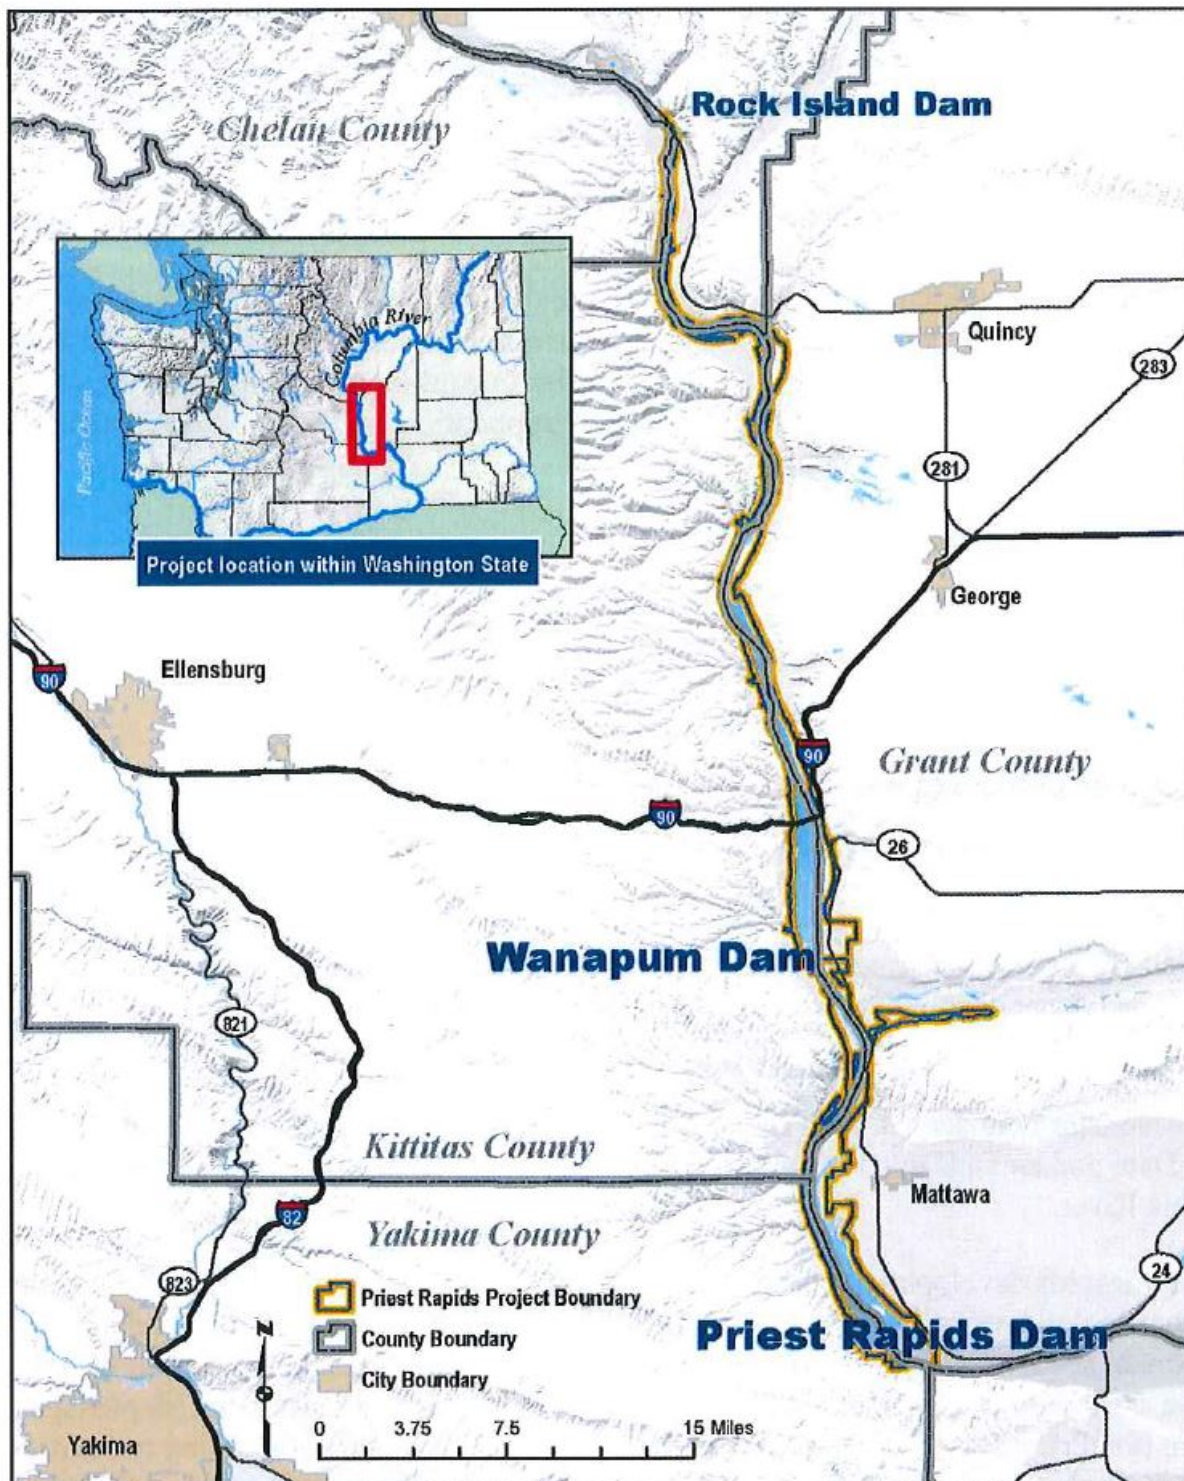 Rock Island Dam
Chelan County
Columbia River
Pacific Ocean
Project location within Washington State
Quincy
283
281
George
90
Ellensburg
90
Grant County
90
26
Wanapum Dam
821
Kittitas County
Mattawa
82
Yakima County
24
823
Priest Rapids Project Boundary
Priest Rapids Dam
County Boundary
City Boundary
N
0 3.75 7.5 15 Miles
Yakima